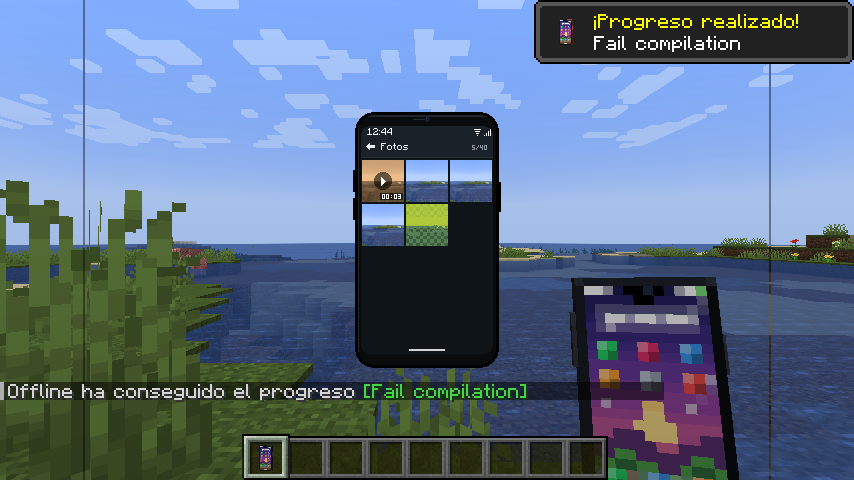 ¡Progreso realizado!
Fail compilation
12:44
Fotos
5/40
00:03
Offline ha conseguido el progreso [Fail compilation]